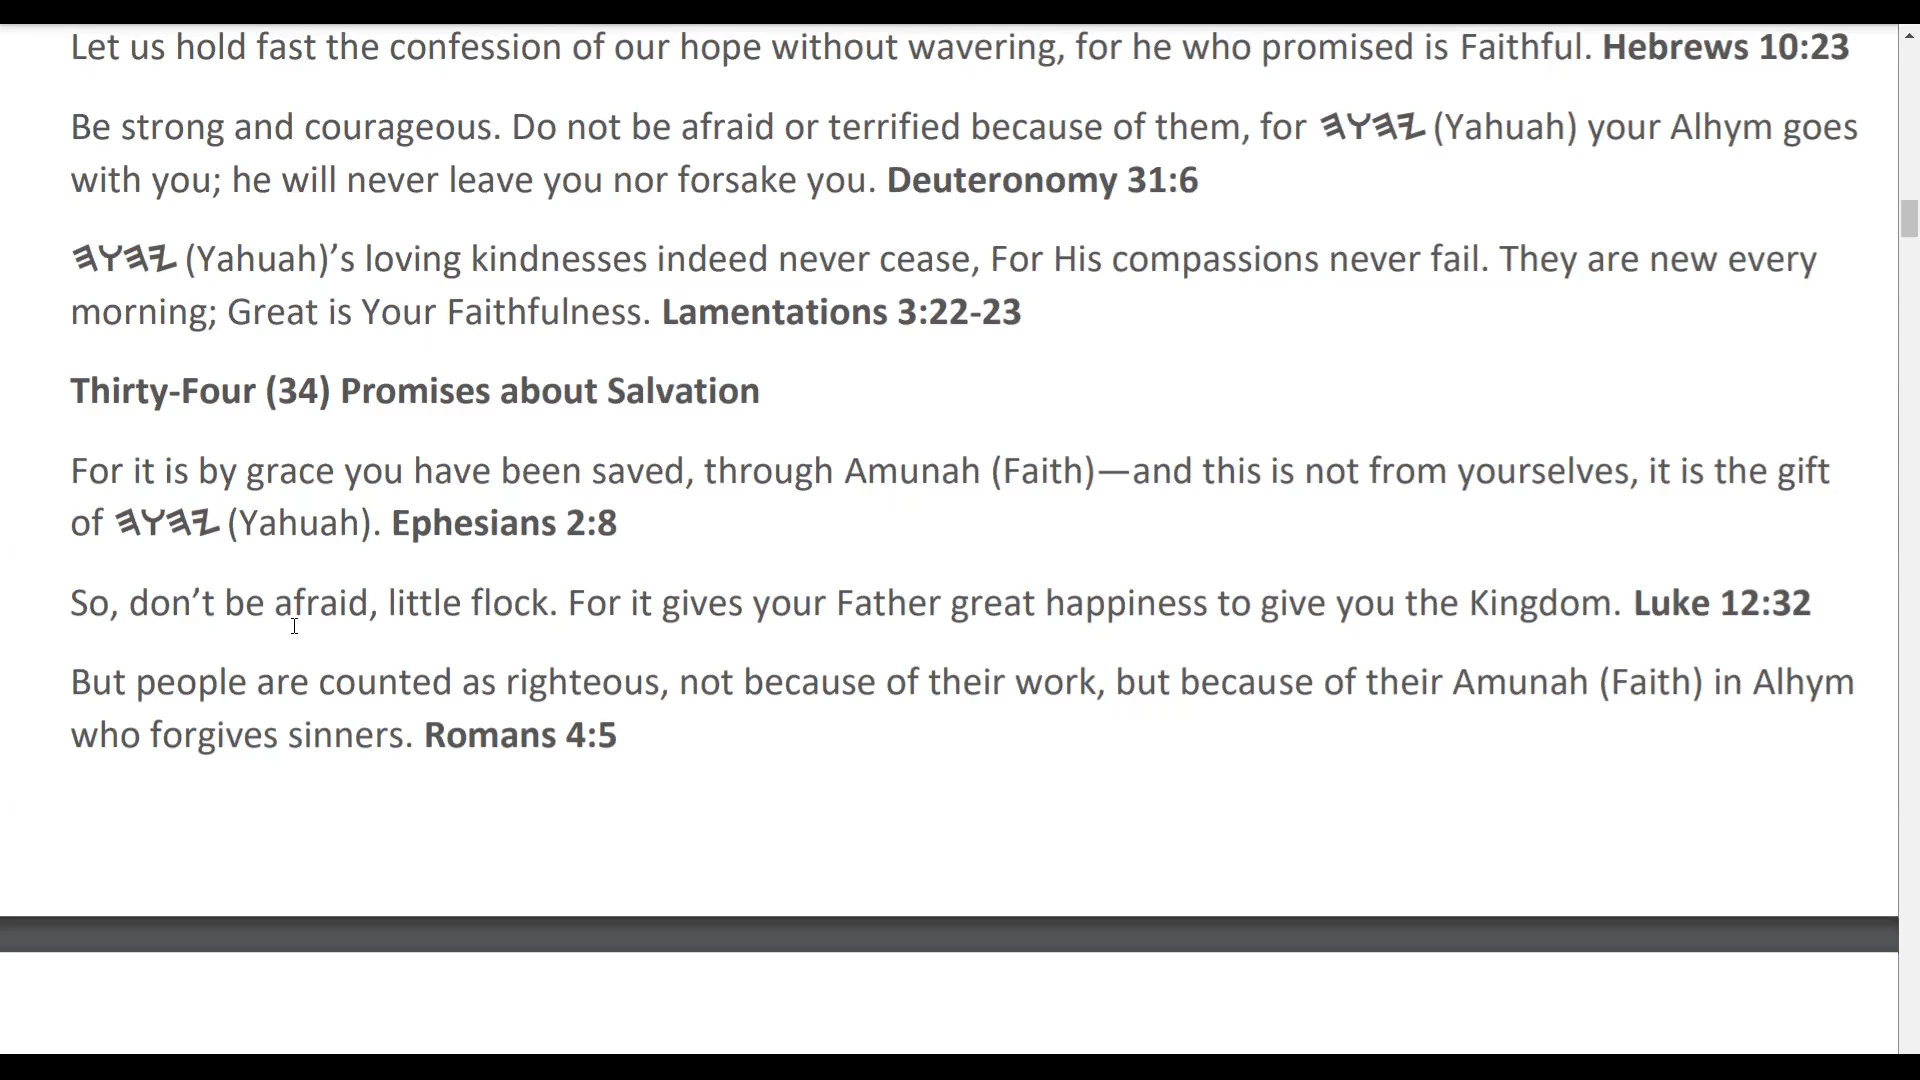 Let us hold fast the confession of our hope without wavering, for he who promised is Faithful. Hebrews 10:23
Be strong and courageous. Do not be afraid or terrified because of them, for 𐤉𐤄𐤅𐤄 (Yahuah) your Alhym goes
with you; he will never leave you nor forsake you. Deuteronomy 31:6
𐤉𐤄𐤅𐤄 (Yahuah)’s loving kindnesses indeed never cease, For His compassions never fail. They are new every
morning; Great is Your Faithfulness. Lamentations 3:22-23
Thirty-Four (34) Promises about Salvation
For it is by grace you have been saved, through Amunah (Faith)—and this is not from yourselves, it is the gift
of 𐤉𐤄𐤅𐤄 (Yahuah). Ephesians 2:8
So, don’t be afraid, little flock. For it gives your Father great happiness to give you the Kingdom. Luke 12:32
But people are counted as righteous, not because of their work, but because of their Amunah (Faith) in Alhym
who forgives sinners. Romans 4:5